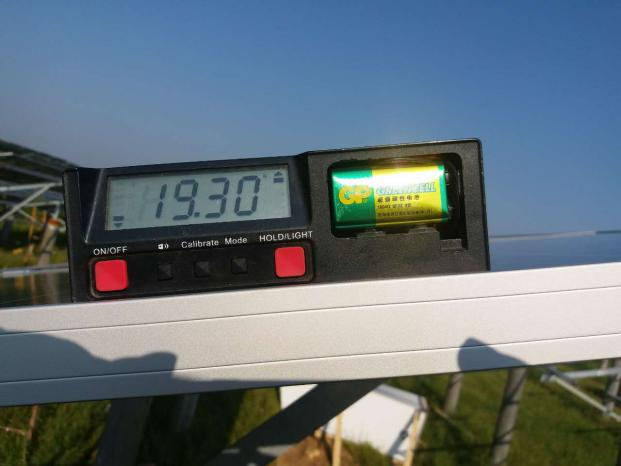 19.30°
ON/OFF
Calibrate Mode
HOLD/LIGHT
GP
GREENCELL